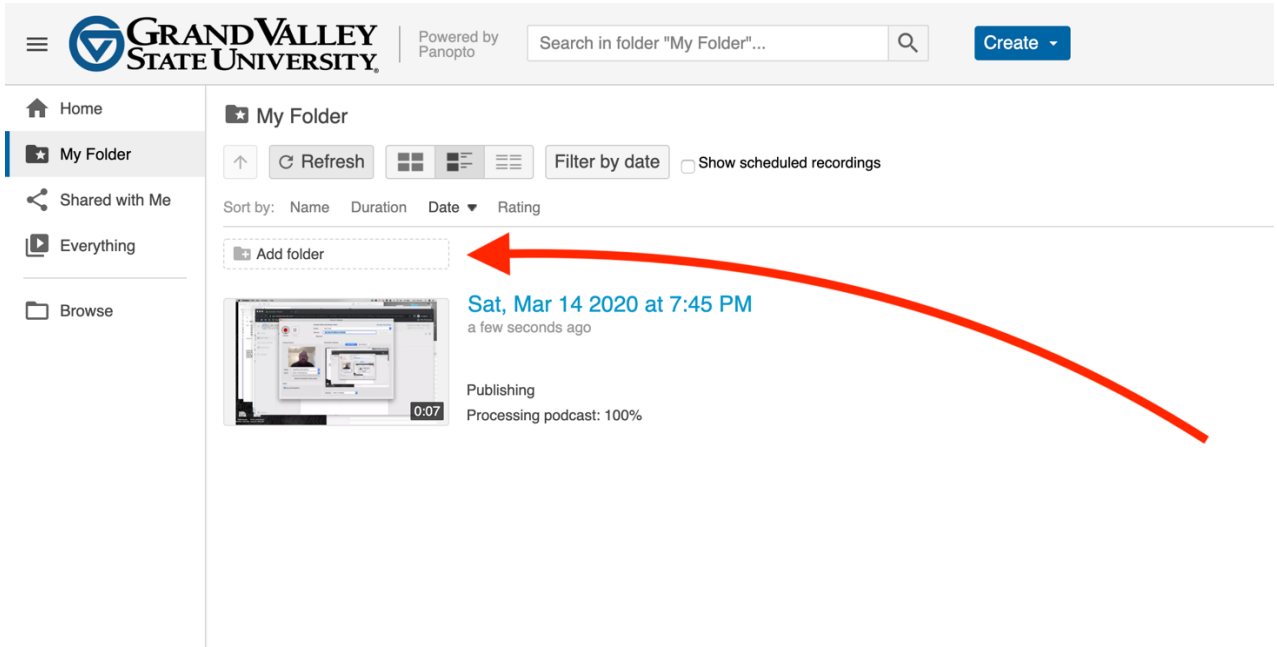 GRAND VALLEY
STATE UNIVERSITY
Powered by
Panopto
Search in folder "My Folder"...
Create
Home
My Folder
Shared with Me
Everything
Browse
My Folder
Refresh
Filter by date
Show scheduled recordings
Sort by: Name Duration Date Rating
Add folder
0:07
Sat, Mar 14 2020 at 7:45 PM
a few seconds ago
Publishing
Processing podcast: 100%